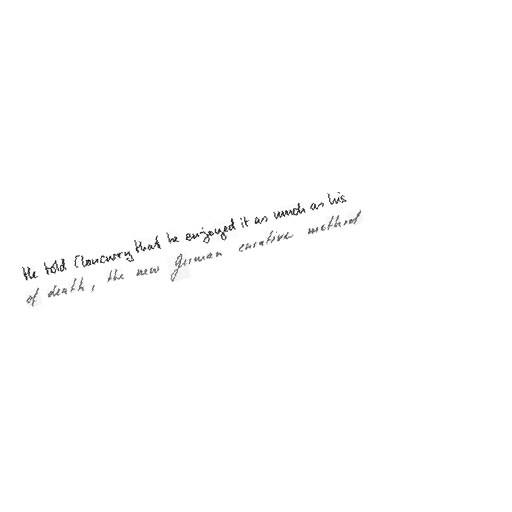 He told Cloncurry that he enjoyed it as much as his
of death, the new German curative method